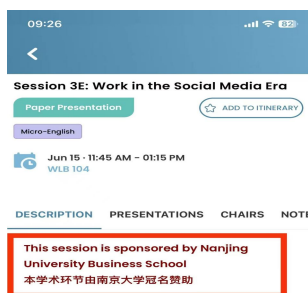 09:26
82
Session 3E: Work in the Social Media Era
Paper Presentation
ADD TO ITINERARY
Micro-English
Jun 15 · 11:45 AM – 01:15 PM
WLB 104
DESCRIPTION PRESENTATIONS CHAIRS NOTE
This session is sponsored by Nanjing
University Business School
本学术环节由南京大学冠名赞助